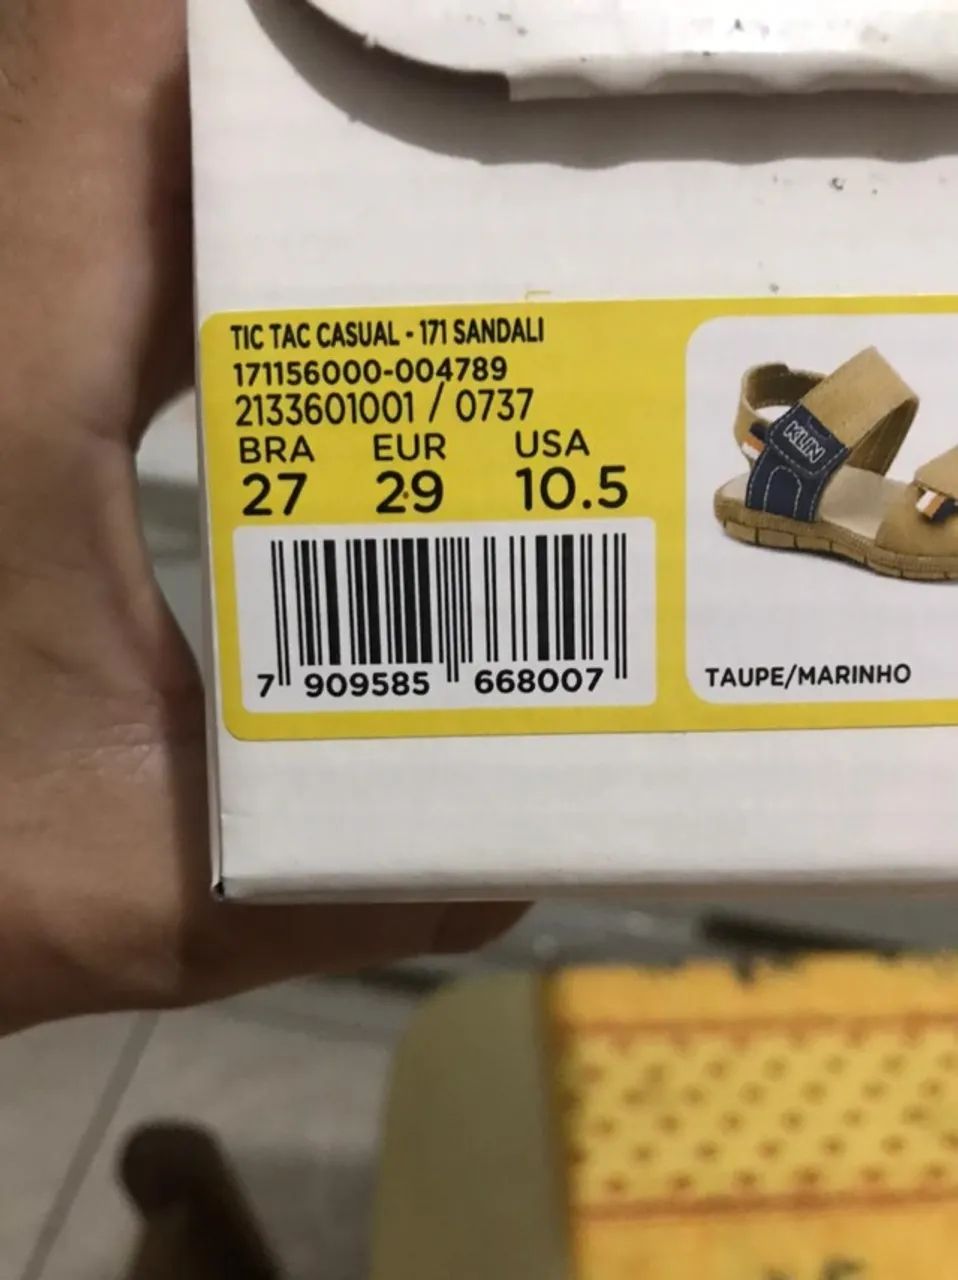 TIC TAC CASUAL - 171 SANDALI
171156000-004789
2133601001 / 0737
BRA EUR USA
27 29 10.5
7 909585 668007
KLIN
TAUPE/MARINHO